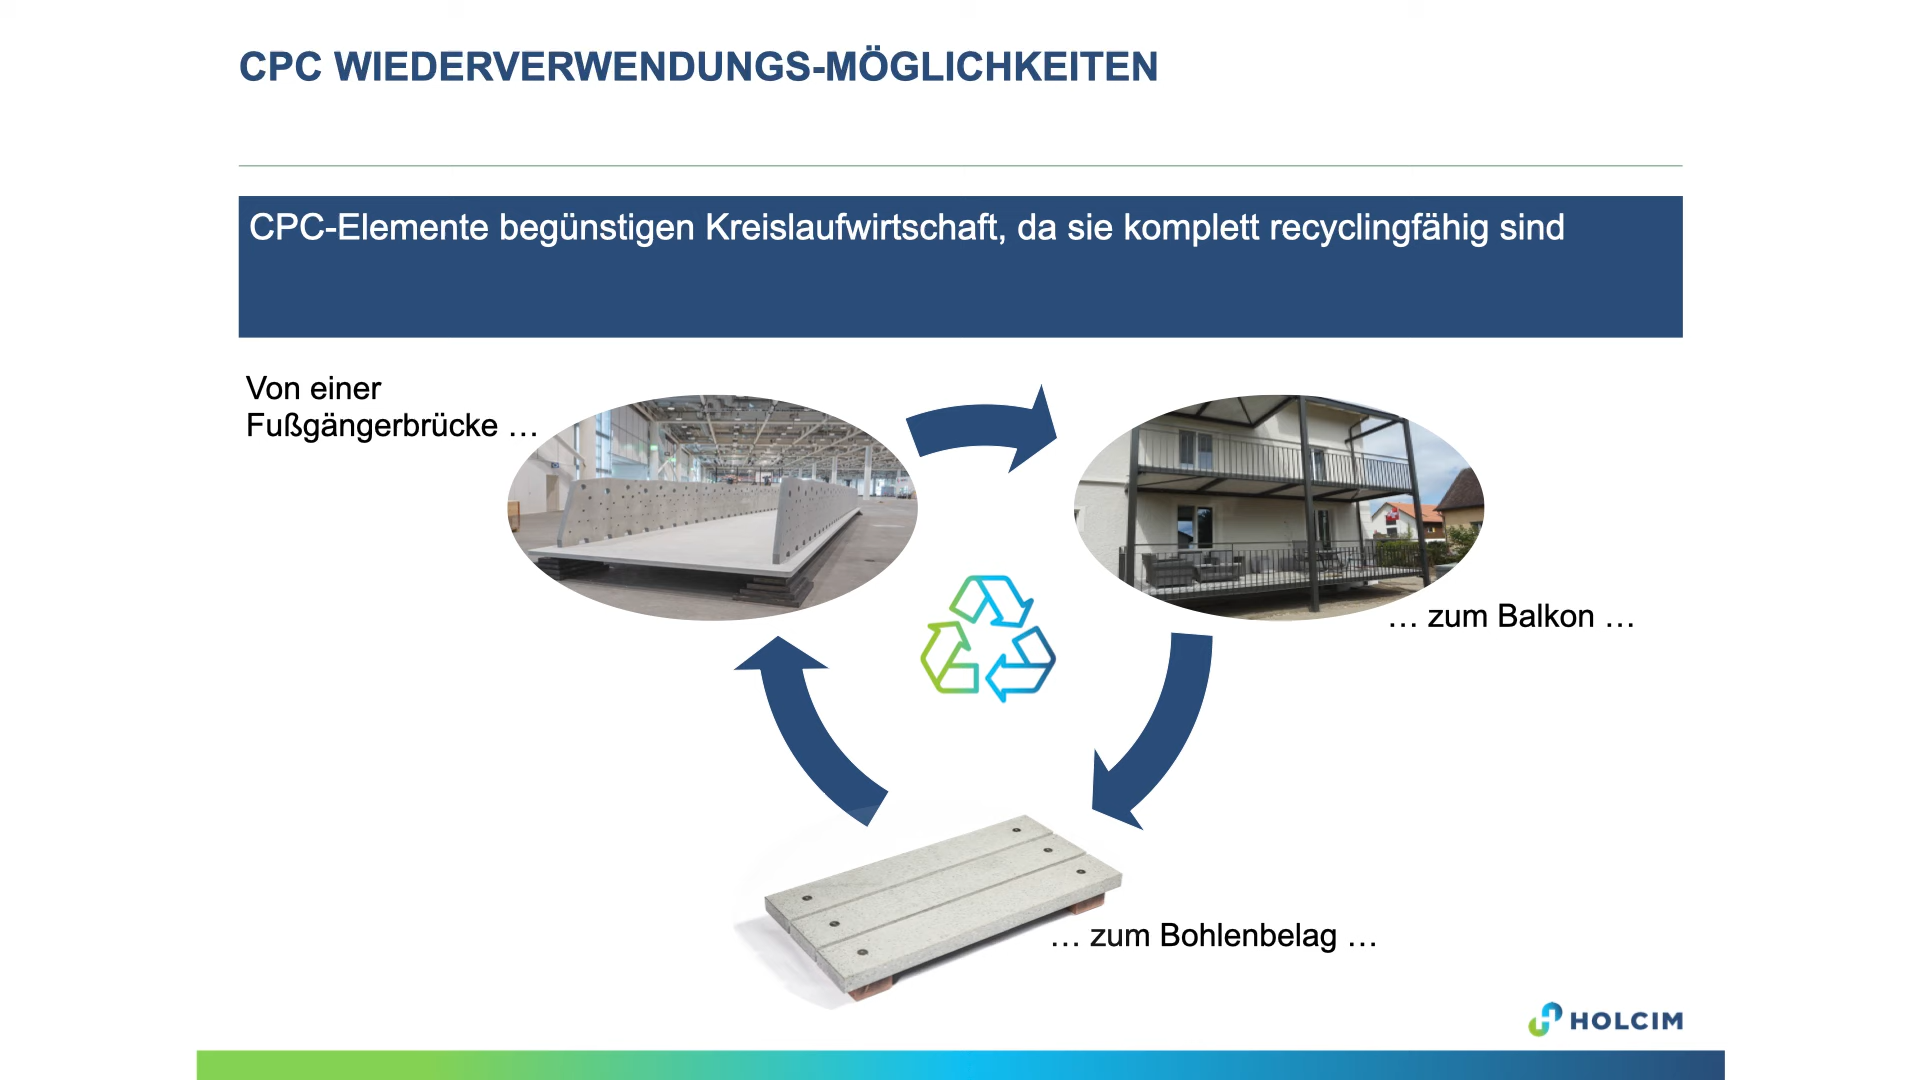 CPC WIEDERVERWENDUNGS-MÖGLICHKEITEN
CPC-Elemente begünstigen Kreislaufwirtschaft, da sie komplett recyclingfähig sind
Von einer
Fußgängerbrücke …
… zum Balkon …
… zum Bohlenbelag …
HOLCIM